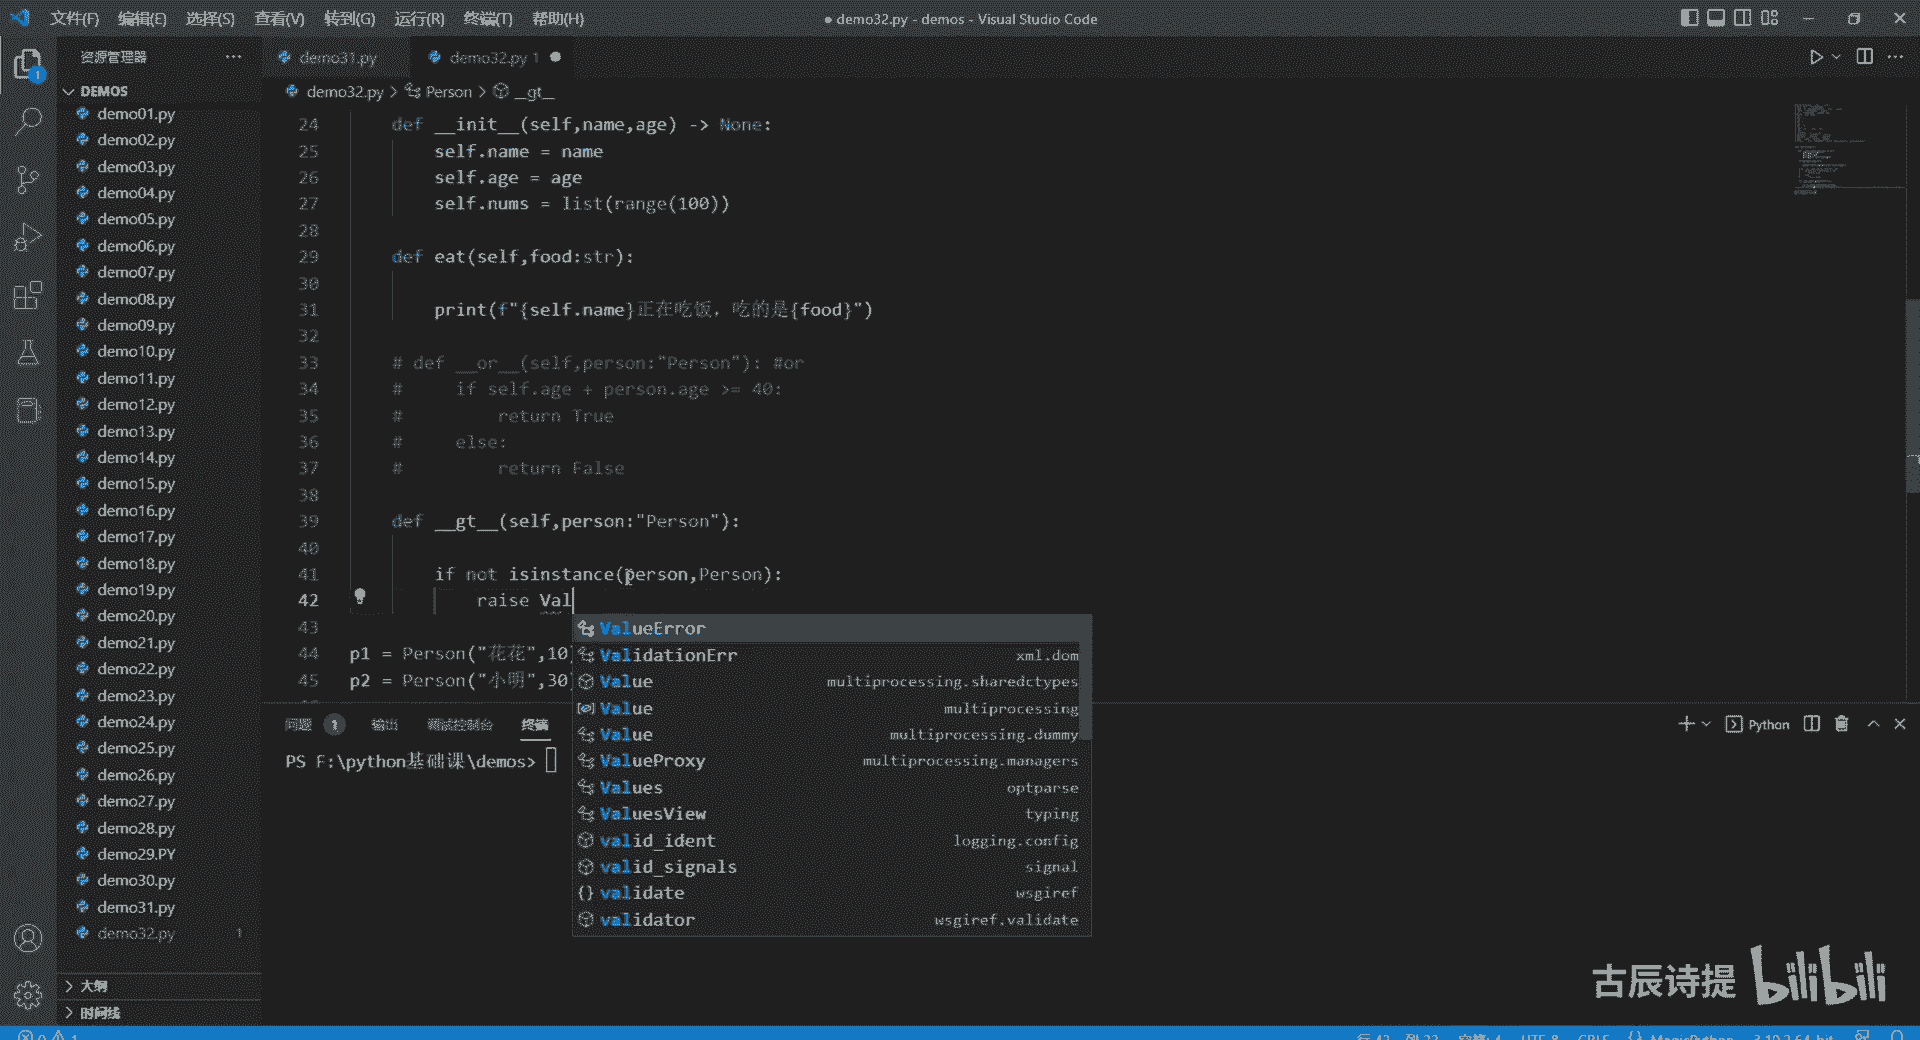 文件(F) 编辑(E) 选择(S) 查看(V) 转到(G) 运行(R) 终端(T) 帮助(H)
● demo32.py - demos - Visual Studio Code
资源管理器
demo31.py
demo32.py 1
1
DEMOS
demo32.py > Person > __gt__
demo01.py
demo02.py
demo03.py
demo04.py
demo05.py
demo06.py
demo07.py
demo08.py
demo09.py
demo10.py
demo11.py
demo12.py
demo13.py
demo14.py
demo15.py
demo16.py
demo17.py
demo18.py
demo19.py
demo20.py
demo21.py
demo22.py
demo23.py
demo24.py
demo25.py
demo26.py
demo27.py
demo28.py
demo29.PY
demo30.py
demo31.py
demo32.py 1
大纲
时间线
24 def __init__(self,name,age) -> None:
25 self.name = name
26 self.age = age
27 self.nums = list(range(100))
28
29 def eat(self,food:str):
30
31 print(f"{self.name}正在吃饭，吃的是{food}")
32
33 # def __or__(self,person:"Person"): #or
34 # if self.age + person.age >= 40:
35 # return True
36 # else:
37 # return False
38
39 def __gt__(self,person:"Person"):
40
41 if not isinstance(person,Person):
42 raise Val
43
44 p1 = Person("花花",10)
45 p2 = Person("小明",30)
ValueError
ValidationErr xml.dom
Value multiprocessing.sharedctypes
Value multiprocessing
Value multiprocessing.dummy
ValueProxy multiprocessing.managers
Values optparse
ValuesView typing
valid_ident logging.config
valid_signals signal
validate wsgiref
validator wsgiref.validate
问题 1 输出 调试控制台 终端
Python
PS F:\python基础课\demos>
古辰诗提
bilibili